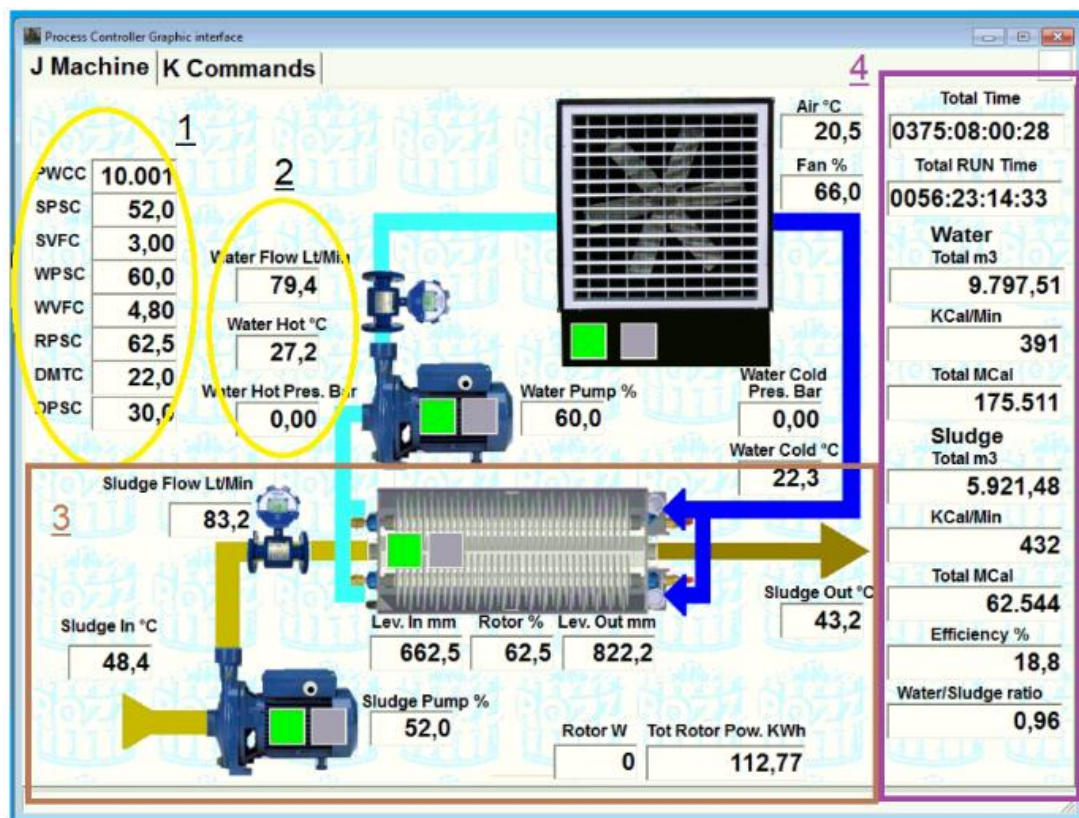 Process Controller Graphic interface
J Machine
K Commands
4
1
PWCC 10.001
SPSC 52,0
SVFC 3,00
WPSC 60,0
WVFC 4,80
RPSC 62,5
DMTC 22,0
DPSC 30,0
2
Water Flow Lt/Min
79,4
Water Hot °C
27,2
Water Hot Pres. Bar
0,00
Air °C
20,5
Fan %
66,0
Water Pump %
60,0
Water Cold
Pres. Bar
0,00
Water Cold °C
22,3
3
Sludge Flow Lt/Min
83,2
Sludge In °C
48,4
Lev. In mm
662,5
Rotor %
62,5
Lev. Out mm
822,2
Sludge Out °C
43,2
Sludge Pump %
52,0
Rotor W
0
Tot Rotor Pow. KWh
112,77
Total Time
0375:08:00:28
Total RUN Time
0056:23:14:33
Water
Total m3
9.797,51
KCal/Min
391
Total MCal
175.511
Sludge
Total m3
5.921,48
KCal/Min
432
Total MCal
62.544
Efficiency %
18,8
Water/Sludge ratio
0,96